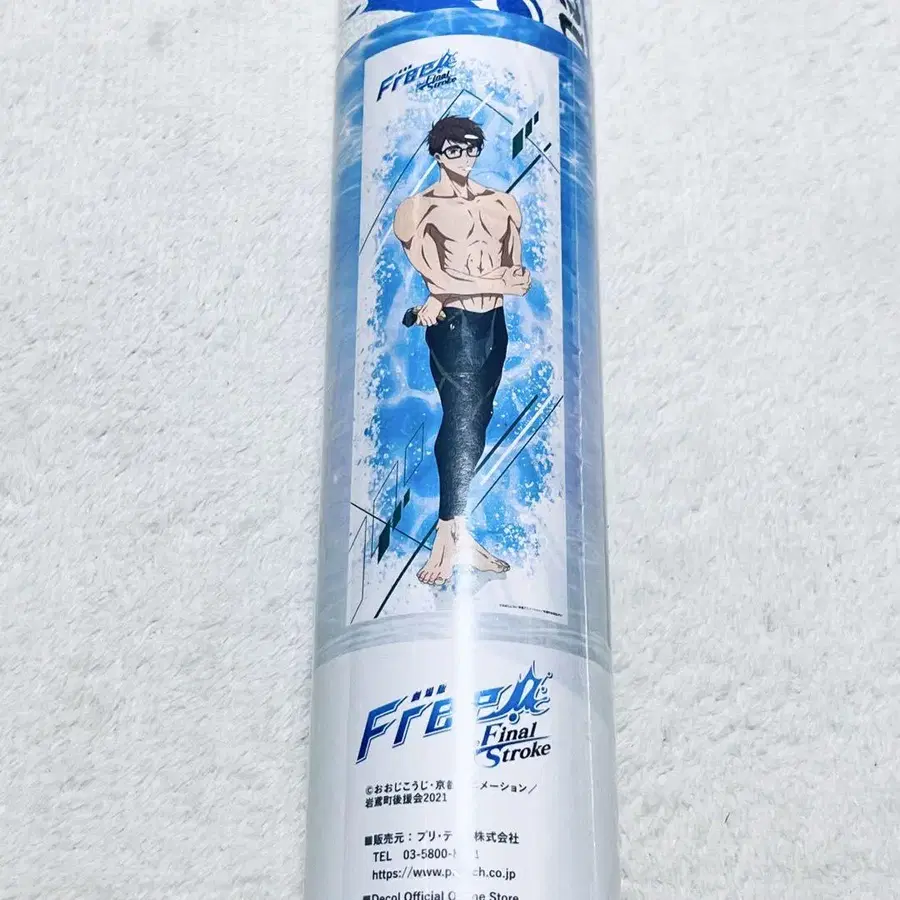 Free!
Final
Stroke
Free!
Final
Stroke
©おおじこうじ・京都 メーション/
岩鳶町後援会2021
■販売元:プリ・テ 株式会社
TEL 03-5800-
https://www.p ch.co.jp
■Decol Official Online Store